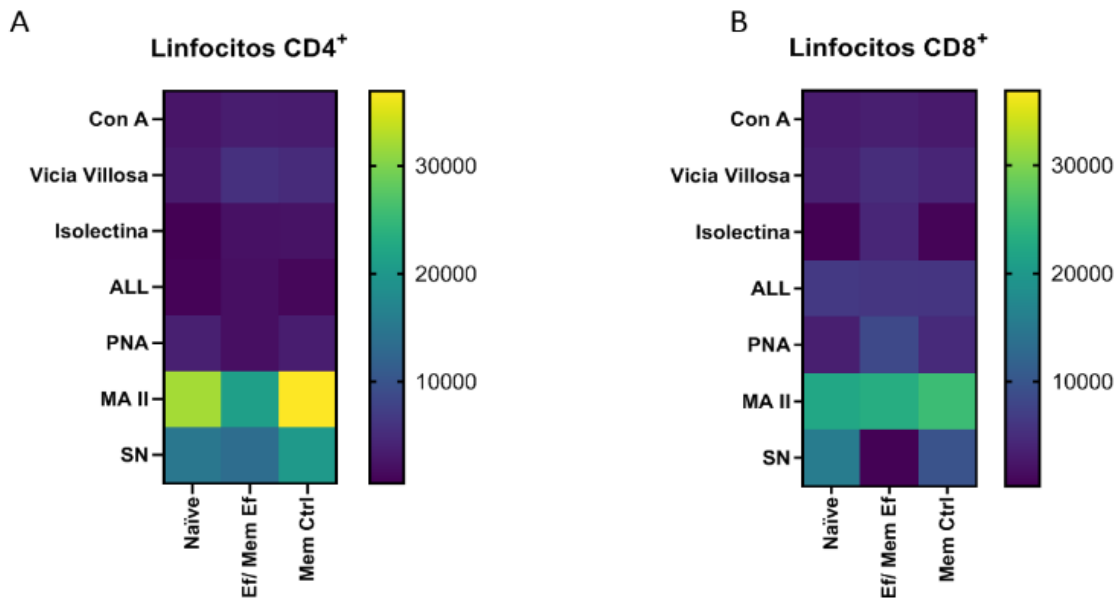 A
Linfocitos CD4+
Con A
Vicia Villosa
Isolectina
ALL
PNA
MA II
SN
Naïve
Ef/ Mem Ef
Mem Ctrl
30000
20000
10000
B
Linfocitos CD8+
Con A
Vicia Villosa
Isolectina
ALL
PNA
MA II
SN
Naïve
Ef/ Mem Ef
Mem Ctrl
30000
20000
10000